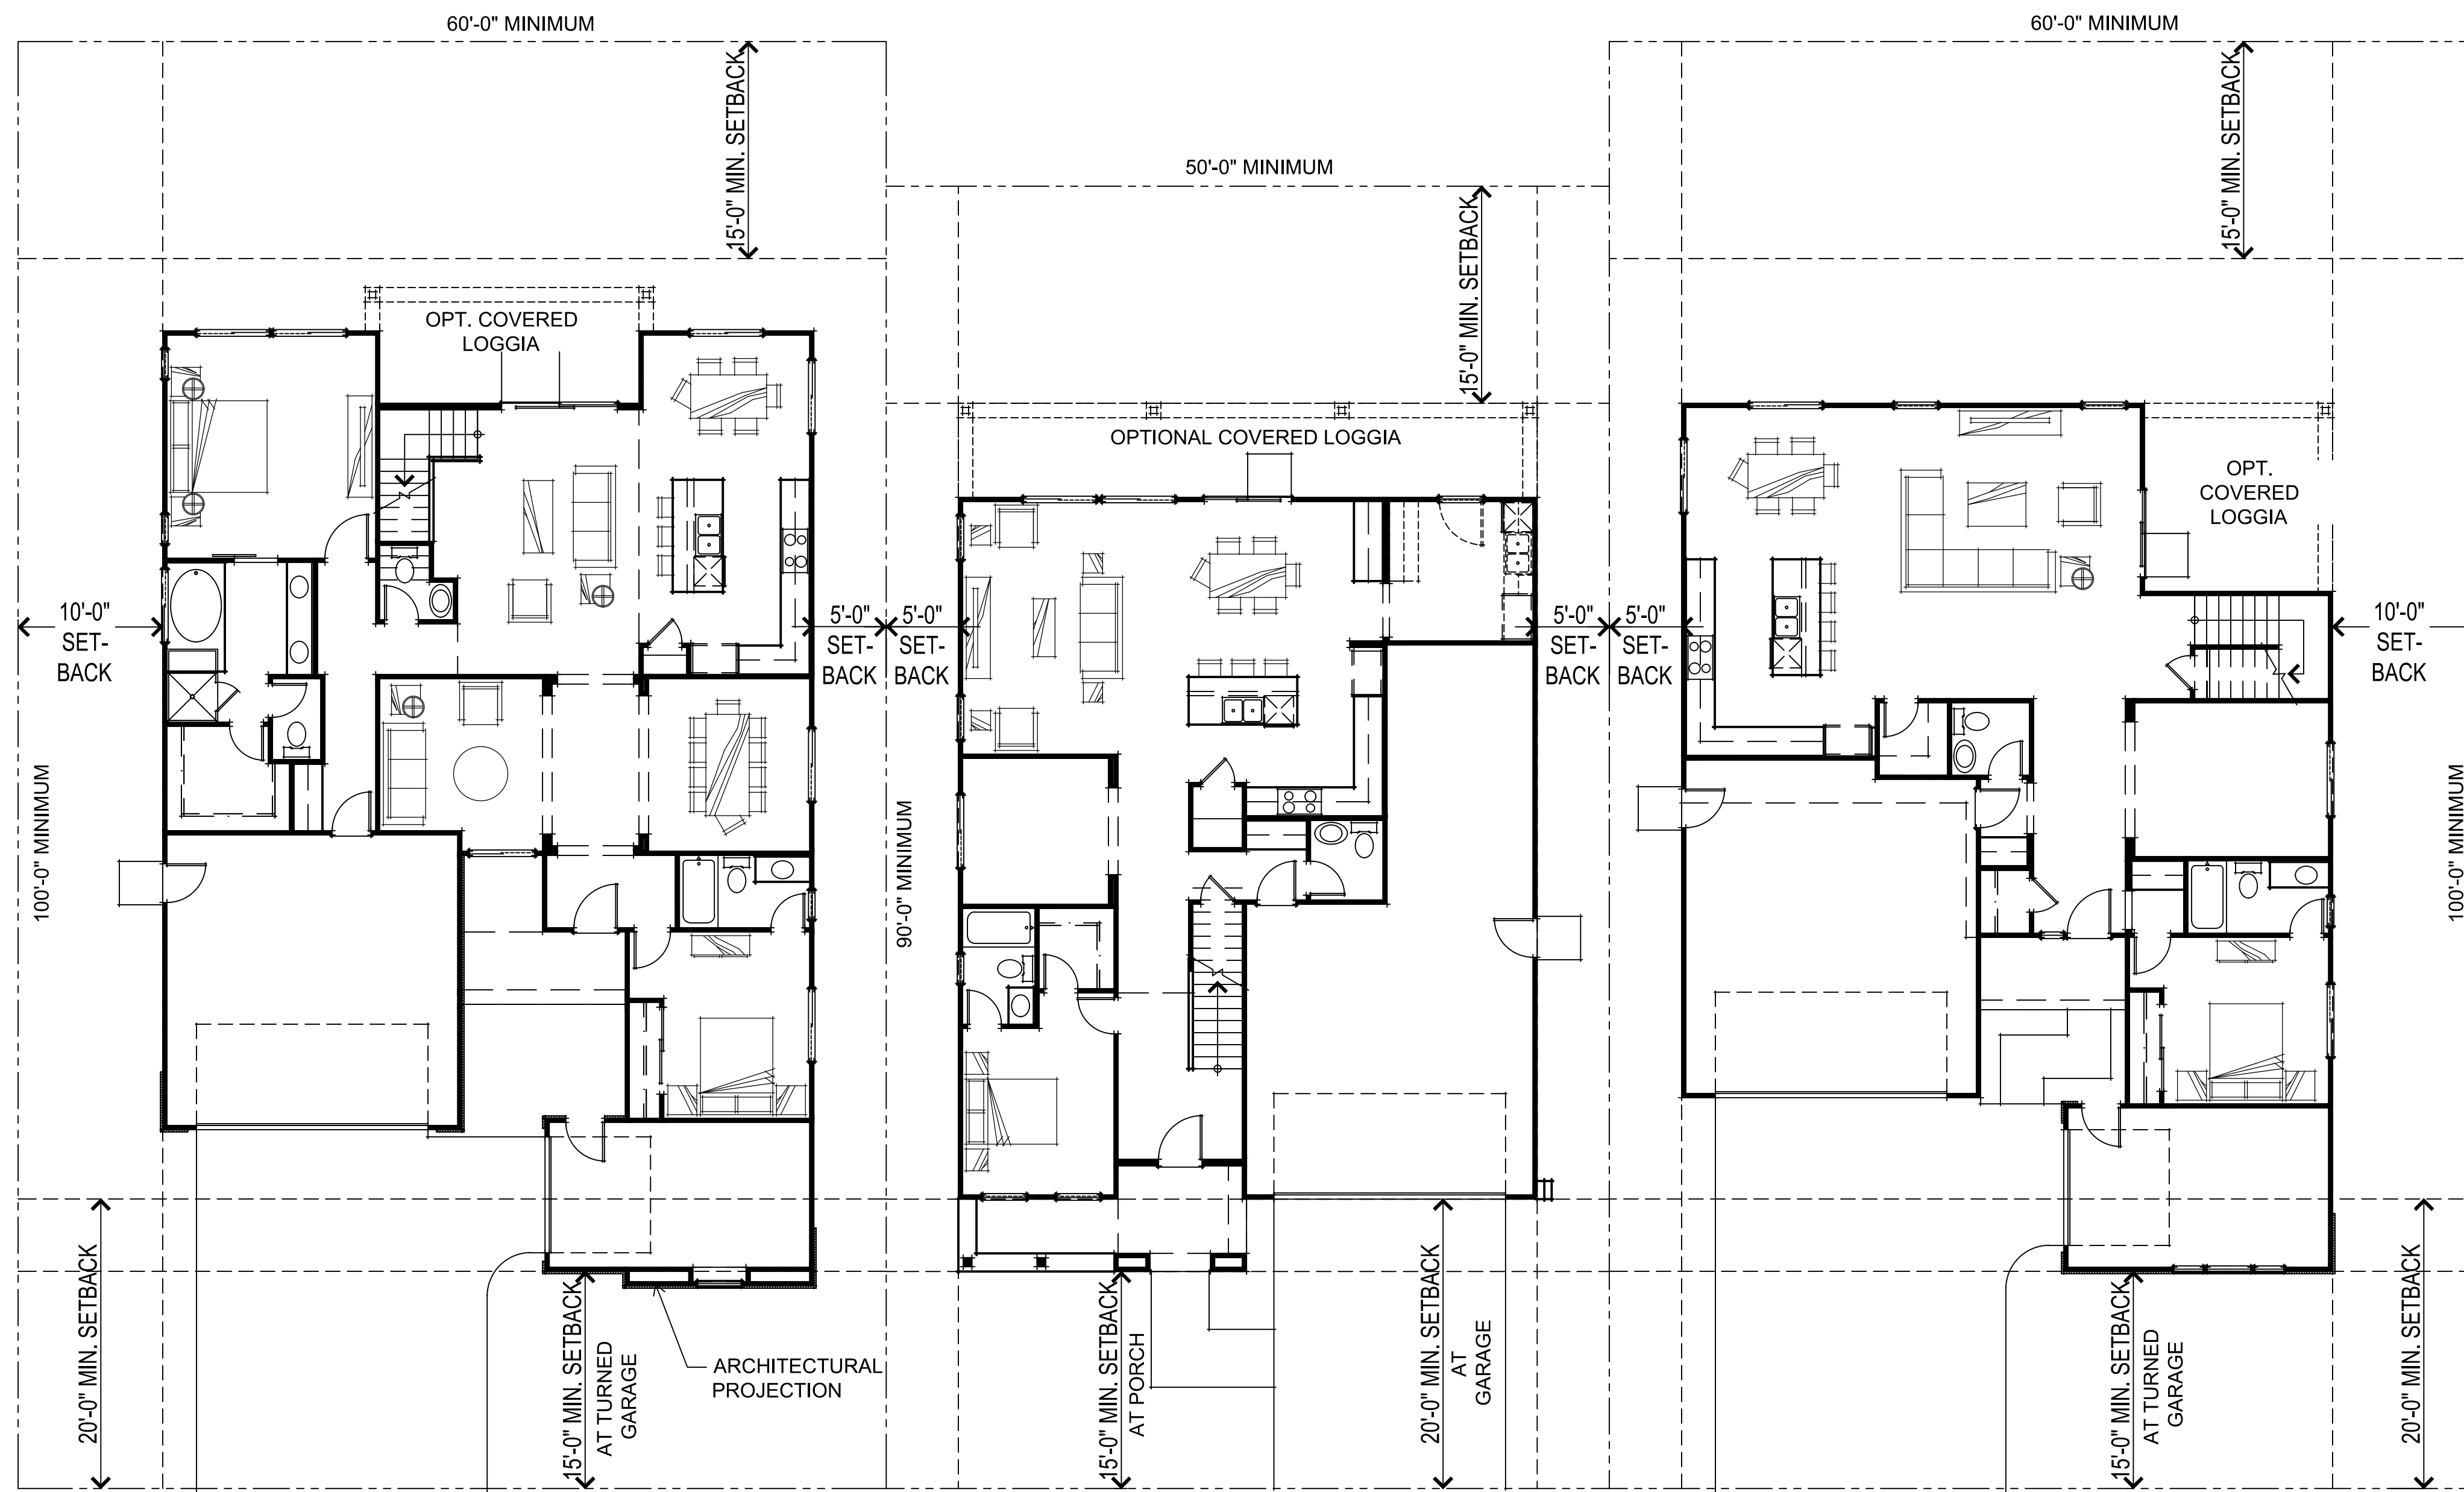 60'-0" MINIMUM
15'-0" MIN. SETBACK
OPT. COVERED
LOGGIA
10'-0"
SET-
BACK
5'-0"
SET-
BACK
100'-0" MINIMUM
20'-0" MIN. SETBACK
15'-0" MIN. SETBACK
AT TURNED
GARAGE
ARCHITECTURAL
PROJECTION
50'-0" MINIMUM
15'-0" MIN. SETBACK
OPTIONAL COVERED LOGGIA
5'-0"
SET-
BACK
5'-0"
SET-
BACK
90'-0" MINIMUM
15'-0" MIN. SETBACK
AT PORCH
20'-0" MIN. SETBACK
AT
GARAGE
60'-0" MINIMUM
15'-0" MIN. SETBACK
OPT.
COVERED
LOGGIA
5'-0"
SET-
BACK
10'-0"
SET-
BACK
100'-0" MINIMUM
15'-0" MIN. SETBACK
AT TURNED
GARAGE
20'-0" MIN. SETBACK